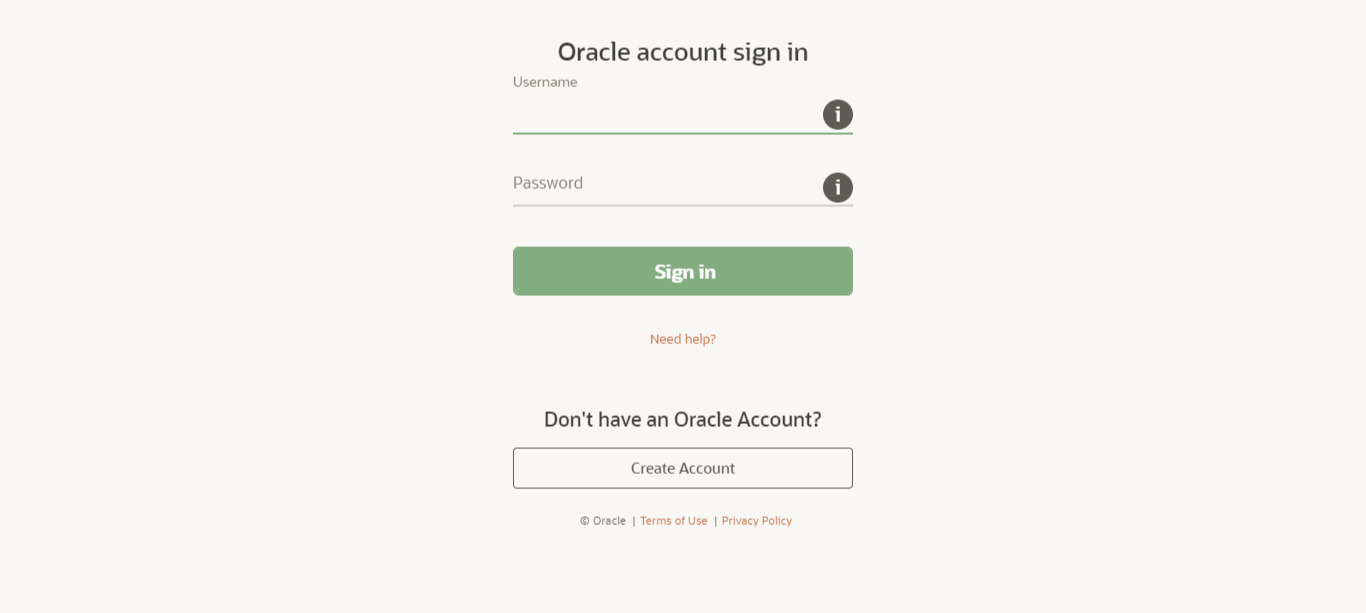 Oracle account sign in
Username
i
Password
i
Sign in
Need help?
Don't have an Oracle Account?
Create Account
© Oracle | Terms of Use | Privacy Policy